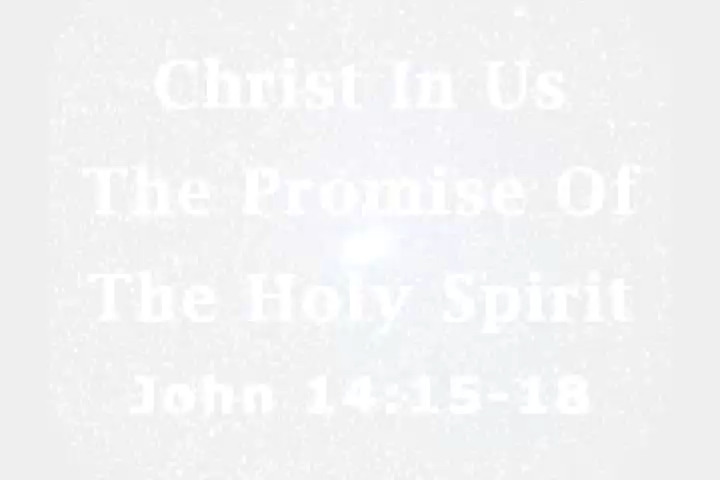 Christ In Us
The Promise Of
The Holy Spirit
John 14:15-18